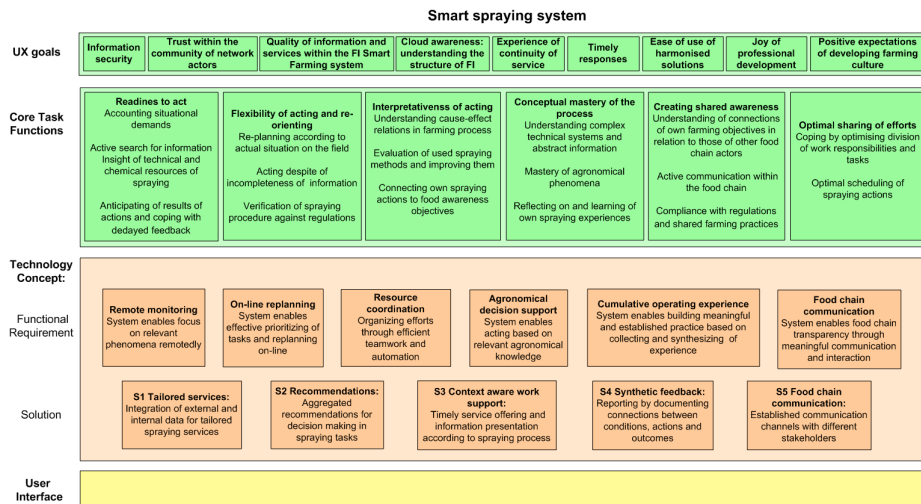 Smart spraying system
UX goals
Information
security
Trust within the
community of network
actors
Quality of information and
services within the FI Smart
Farming system
Cloud awareness:
understanding the
structure of FI
Experience of
continuity of
service
Timely
responses
Ease of use of
harmonised
solutions
Joy of
professional
development
Positive expectations
of developing farming
culture
Core Task
Functions
Readines to act
Accounting situational
demands
Active search for information
Insight of technical and
chemical resources of
spraying
Anticipating of results of
actions and coping with
dedayed feedback
Flexibility of acting and re-
orienting
Re-planning according to
actual situation on the field
Acting despite of
incompleteness of information
Verification of spraying
procedure against regulations
Interpretativenss of acting
Understanding cause-effect
relations in farming process
Evaluation of used spraying
methods and improving them
Connecting own spraying
actions to food awareness
objectives
Conceptual mastery of the
process
Understanding complex
technical systems and
abstract information
Mastery of agronomical
phenomena
Reflecting on and learning of
own spraying experiences
Creating shared awareness
Understanding of connections
of own farming objectives in
relation to those of other food
chain actors
Active communication within
the food chain
Compliance with regulations
and shared farming practices
Optimal sharing of efforts
Coping by optimising division
of work responsibilities and
tasks
Optimal scheduling of
spraying actions
Technology
Concept:
Functional
Requirement
Remote monitoring
System enables focus
on relevant
phenomena remotedly
On-line replanning
System enables
effective prioritizing of
tasks and replanning
on-line
Resource
coordination
Organizing efforts
through efficient
teamwork and
automation
Agronomical
decision support
System enables
acting based on
relevant agronomical
knowledge
Cumulative operating experience
System enables building meaningful
and established practice based on
collecting and synthesizing of
experience
Food chain
communication
System enables food chain
transparency through
meaningful communication
and interaction
Solution
S1 Tailored services:
Integration of external and
internal data for tailored
spraying services
S2 Recommendations:
Aggregated
recommendations for
decision making in
spraying tasks
S3 Context aware work
support:
Timely service offering and
information presentation
according to spraying process
S4 Synthetic feedback:
Reporting by documenting
connections between
conditions, actions and
outcomes
S5 Food chain
communication:
Established communication
channels with different
stakeholders
User
Interface